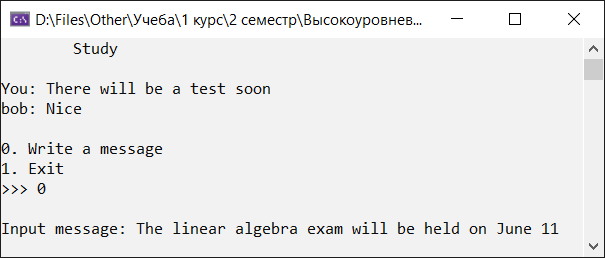 D:\Files\Other\Учеба\1 курс\2 семестр\Высокоуровнев...
Study
You: There will be a test soon
bob: Nice
0. Write a message
1. Exit
>>> 0
Input message: The linear algebra exam will be held on June 11